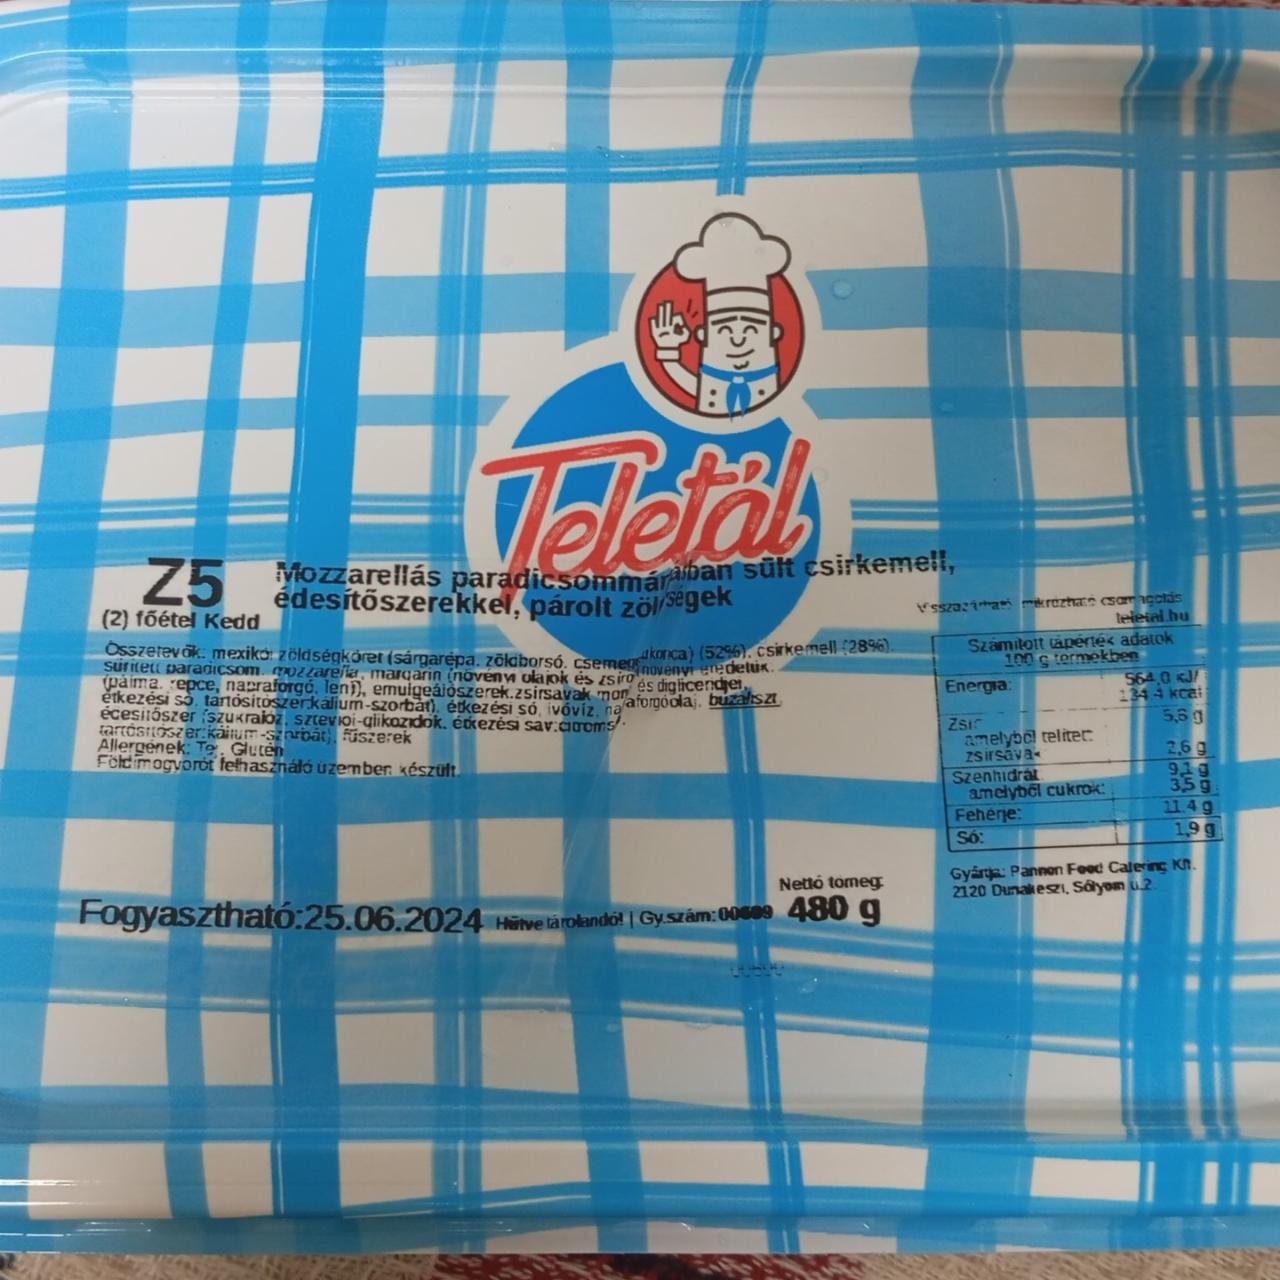 Teletál
Z5
(2) főétel Kedd
Mozzarellás paradicsommártásban sült csirkemell,
édesítőszerekkel, párolt zöldségek
Összetevők: mexikói zöldségköret (sárgarépa, zöldborsó, csemege (52%), csirkemell (28%),
sűrített paradicsom, mozzarella, margarin (növényi olajok és zsírok növényi eredetűk
(pálma, repce, napraforgó, len)), emulgeálószerek:zsírsavak mono és digliceridjei,
étkezési só, tartósítószer:kálium-szorbát), étkezési só, ivóvíz, napraforgóolaj, búzaliszt,
édesítőszer (szukralóz, szteviol-glikozidok, étkezési sav:
tartósítószer:kálium-szorbát), fűszerek
Allergének: Tej, Glutén
Földimogyorót felhasználó üzemben készült.
Visszazárható mikrózható csomagolás
teletal.hu
Számított tápérték adatok
100 g termékben
Energia: 564,0 kJ/
134,4 kcal
Zsír 5,6 g
amelyből telített
zsírsavak 2,6 g
Szénhidrát 9,1 g
amelyből cukrok: 3,5 g
Fehérje: 11,4 g
Só: 1,9 g
Gyártja: Pannon Food Catering Kft.
2120 Dunakeszi, Sólyom u.2.
Nettó tömeg:
Fogyasztható:25.06.2024 Hűtve tárolandó! | Gy.szám: 480 g